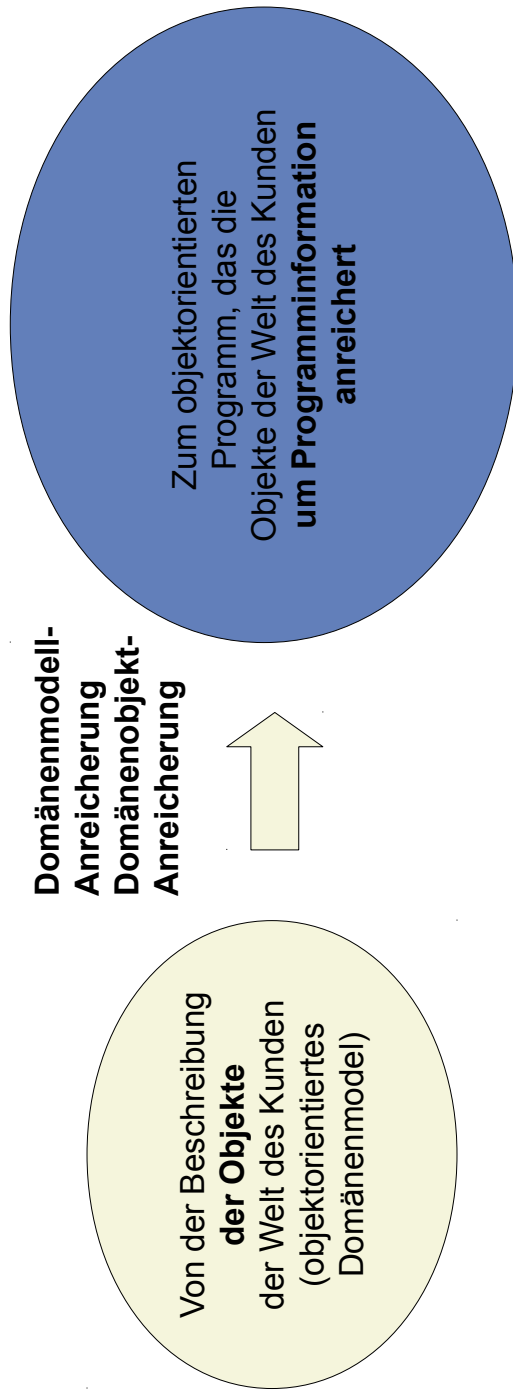 Von der Beschreibung
der Objekte
der Welt des Kunden
(objektorientiertes
Domänenmodel)
Domänenmodell-
Anreicherung
Domänenobjekt-
Anreicherung
Zum objektorientierten
Programm, das die
Objekte der Welt des Kunden
um Programminformation
anreichert